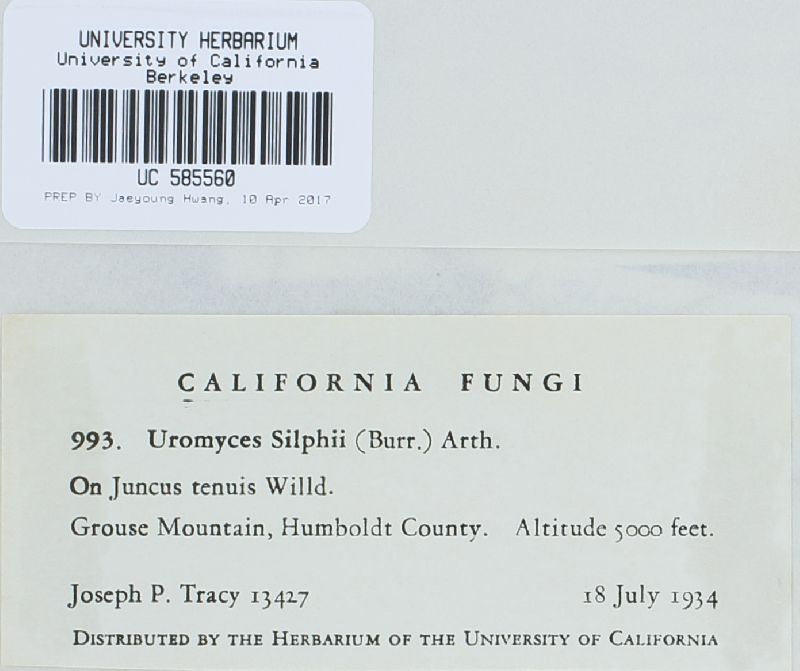 UNIVERSITY HERBARIUM
University of California
Berkeley
UC 585560
PREP BY Jaeyoung Hwang, 10 Apr 2017
CALIFORNIA FUNGI
993. Uromyces Silphii (Burr.) Arth.
On Juncus tenuis Willd.
Grouse Mountain, Humboldt County. Altitude 5000 feet.
Joseph P. Tracy 13427 18 July 1934
DISTRIBUTED BY THE HERBARIUM OF THE UNIVERSITY OF CALIFORNIA